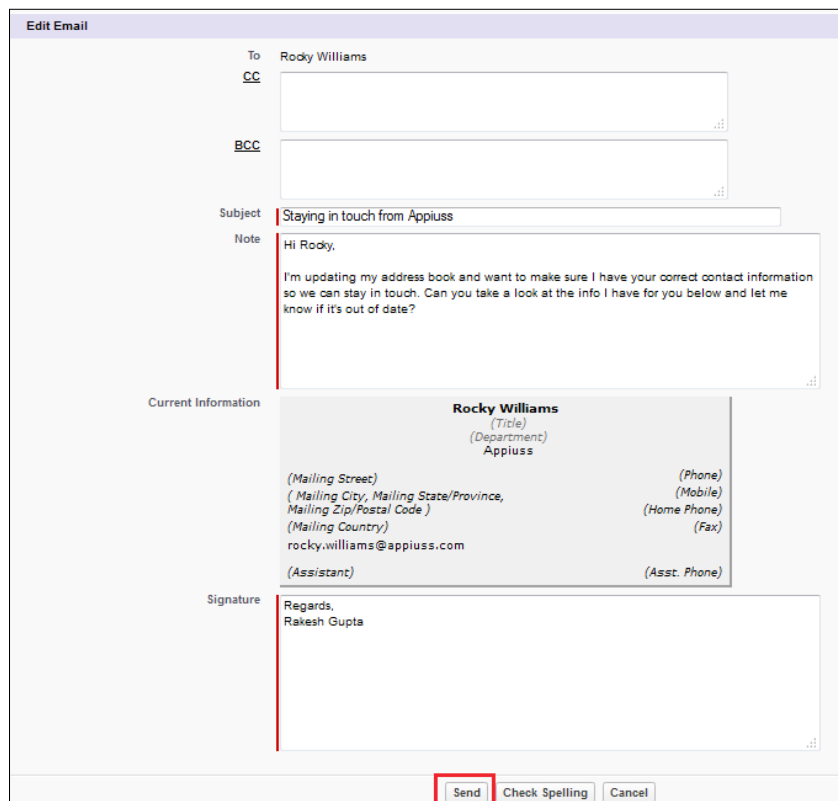 Edit Email
To Rocky Williams
CC
BCC
Subject Staying in touch from Appiuss
Note Hi Rocky,
I'm updating my address book and want to make sure I have your correct contact information
so we can stay in touch. Can you take a look at the info I have for you below and let me
know if it's out of date?
Current Information
Rocky Williams
(Title)
(Department)
Appiuss
(Mailing Street) (Phone)
( Mailing City, Mailing State/Province, (Mobile)
Mailing Zip/Postal Code ) (Home Phone)
(Mailing Country) (Fax)
rocky.williams@appiuss.com
(Assistant) (Asst. Phone)
Signature Regards,
Rakesh Gupta
Send Check Spelling Cancel